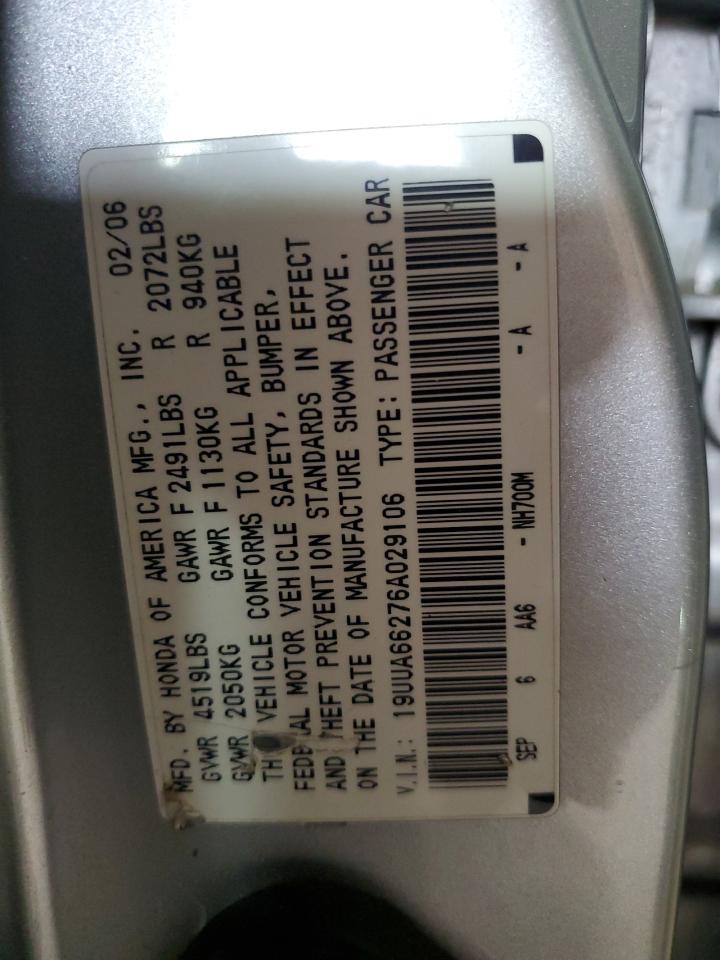 MFD. BY HONDA OF AMERICA MFG., INC. 02/06
GVWR 4519LBS GAWR F 2491LBS R 2072LBS
GVWR 2050KG GAWR F 1130KG R 940KG
VEHICLE CONFORMS TO ALL APPLICABLE
MOTOR VEHICLE SAFETY, BUMPER,
AND PREVENTION STANDARDS IN EFFECT
ON THE DATE OF MANUFACTURE SHOWN ABOVE.
V.I.N.: 19UUA66276A029106 TYPE: PASSENGER CAR
SEP 6 AA6 - NH700M - A - A